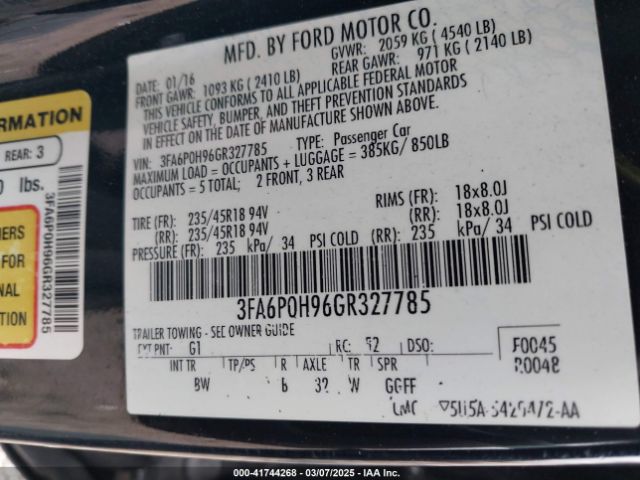 MFD. BY FORD MOTOR CO.
DATE: 01/16 GVWR: 2059 KG ( 4540 LB)
FRONT GAWR: 1093 KG ( 2410 LB) REAR GAWR: 971 KG ( 2140 LB)
THIS VEHICLE CONFORMS TO ALL APPLICABLE FEDERAL MOTOR
VEHICLE SAFETY, BUMPER, AND THEFT PREVENTION STANDARDS
IN EFFECT ON THE DATE OF MANUFACTURE SHOWN ABOVE.
VIN: 3FA6P0H96GR327785 TYPE: Passenger Car
MAXIMUM LOAD = OCCUPANTS + LUGGAGE = 385KG/ 850LB
OCCUPANTS = 5 TOTAL; 2 FRONT, 3 REAR
TIRE (FR): 235/45R18 94V RIMS (FR): 18x8.0J
(RR): 235/45R18 94V (RR): 18x8.0J
PRESSURE (FR): 235 kPa/ 34 PSI COLD (RR): 235 kPa/ 34 PSI COLD
3FA6P0H96GR327785
TRAILER TOWING - SEE OWNER GUIDE
EXT PNT: G1 RC: 52 DSO: F0045
INT TR TP/PS R AXLE TR SPR R0048
BW 6 32 W GGFF
ORMATION
REAR: 3
0 lbs.
3FA6P0H96GR327785
FOR
NAL
TION
000-41744268 - 03/07/2025 - IAA Inc.